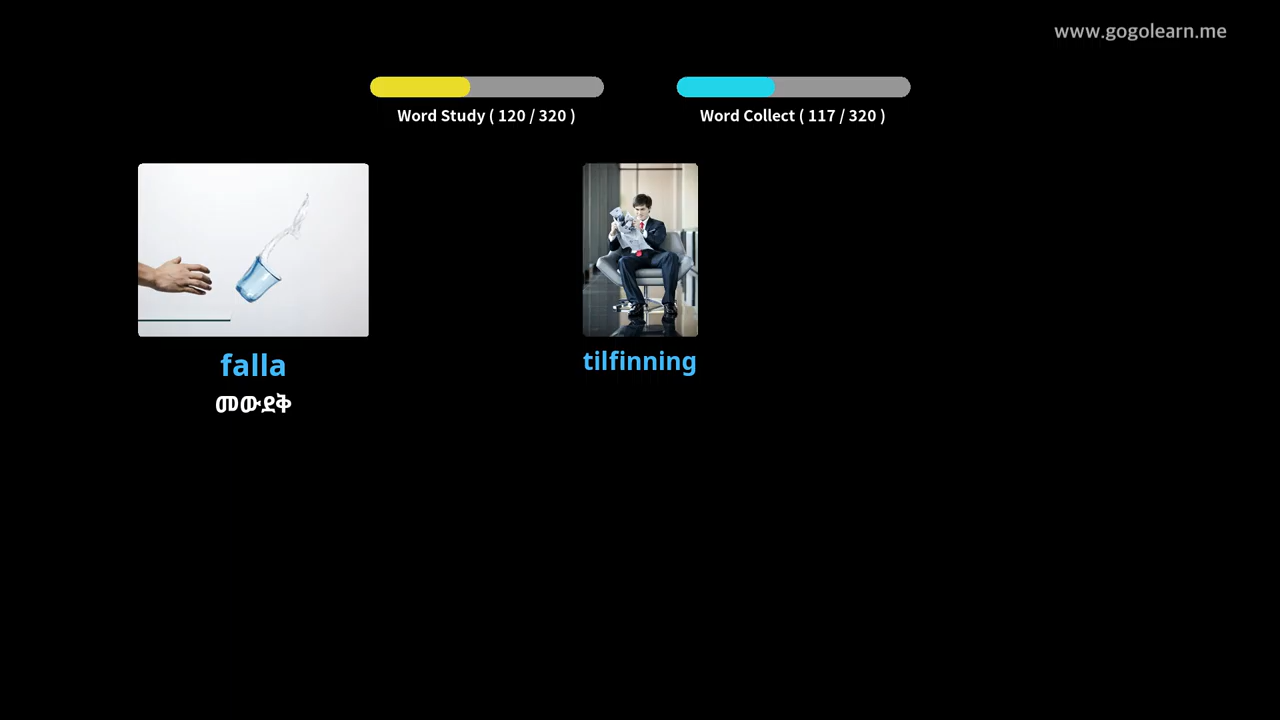 www.gogolearn.me
Word Study ( 120 / 320 )
Word Collect ( 117 / 320 )
falla
መውደቅ
tilfinning